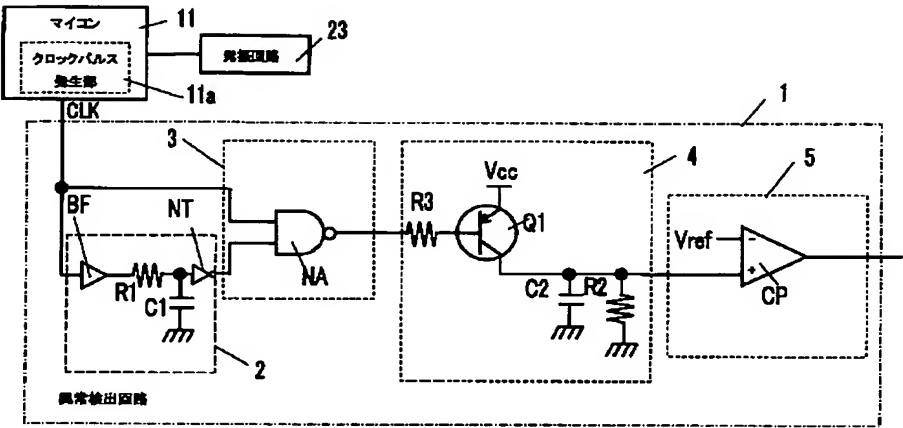 マイコン
11
クロックパルス
発生部
11a
発振回路
23
CLK
1
3
4
5
BF
NT
R1
C1
NA
2
R3
Vcc
Q1
C2
R2
Vref
-
+
CP
異常検出回路